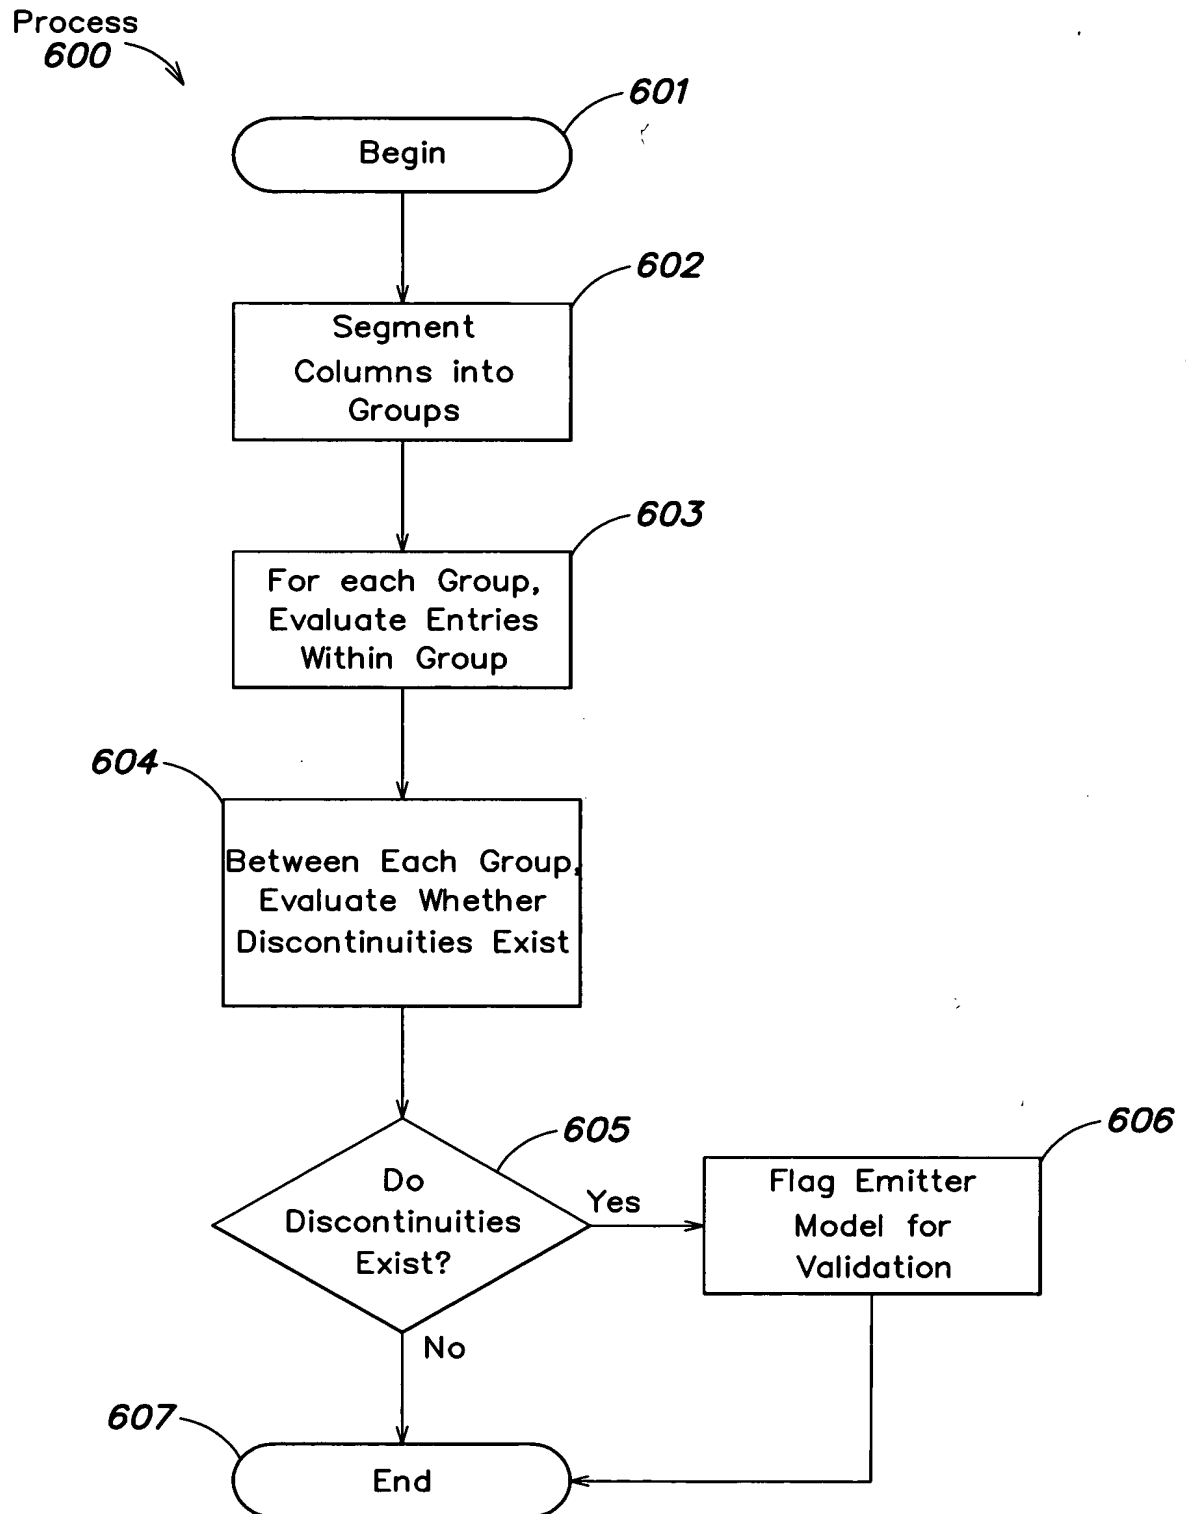 Process
600
601
Begin
602
Segment
Columns into
Groups
603
For each Group,
Evaluate Entries
Within Group
604
Between Each Group,
Evaluate Whether
Discontinuities Exist
605
Do
Discontinuities
Exist?
Yes
606
Flag Emitter
Model for
Validation
No
607
End